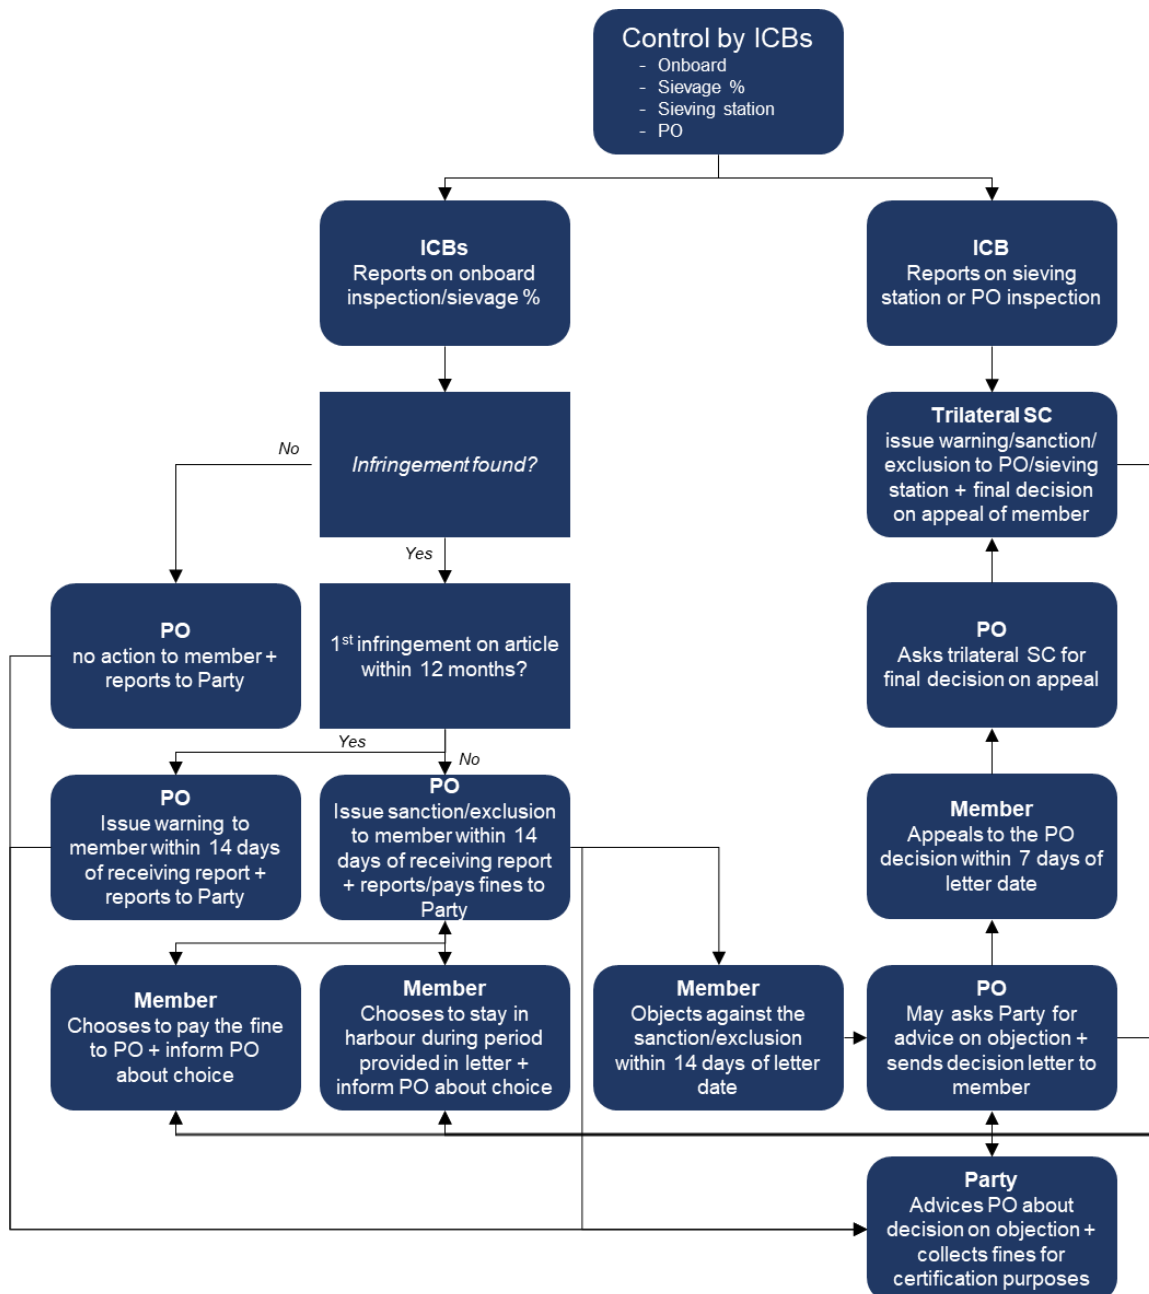 Control by ICBs
- Onboard
- Sievage %
- Sieving station
- PO
ICBs
Reports on onboard
inspection/sievage %
ICB
Reports on sieving
station or PO inspection
Infringement found?
No
Yes
Trilateral SC
issue warning/sanction/
exclusion to PO/sieving
station + final decision
on appeal of member
PO
no action to member +
reports to Party
1st infringement on article
within 12 months?
Yes
No
PO
Asks trilateral SC for
final decision on appeal
PO
Issue warning to
member within 14 days
of receiving report +
reports to Party
PO
Issue sanction/exclusion
to member within 14
days of receiving report
+ reports/pays fines to
Party
Member
Appeals to the PO
decision within 7 days of
letter date
Member
Chooses to pay the fine
to PO + inform PO
about choice
Member
Chooses to stay in
harbour during period
provided in letter +
inform PO about choice
Member
Objects against the
sanction/exclusion
within 14 days of letter
date
PO
May asks Party for
advice on objection +
sends decision letter to
member
Party
Advices PO about
decision on objection +
collects fines for
certification purposes